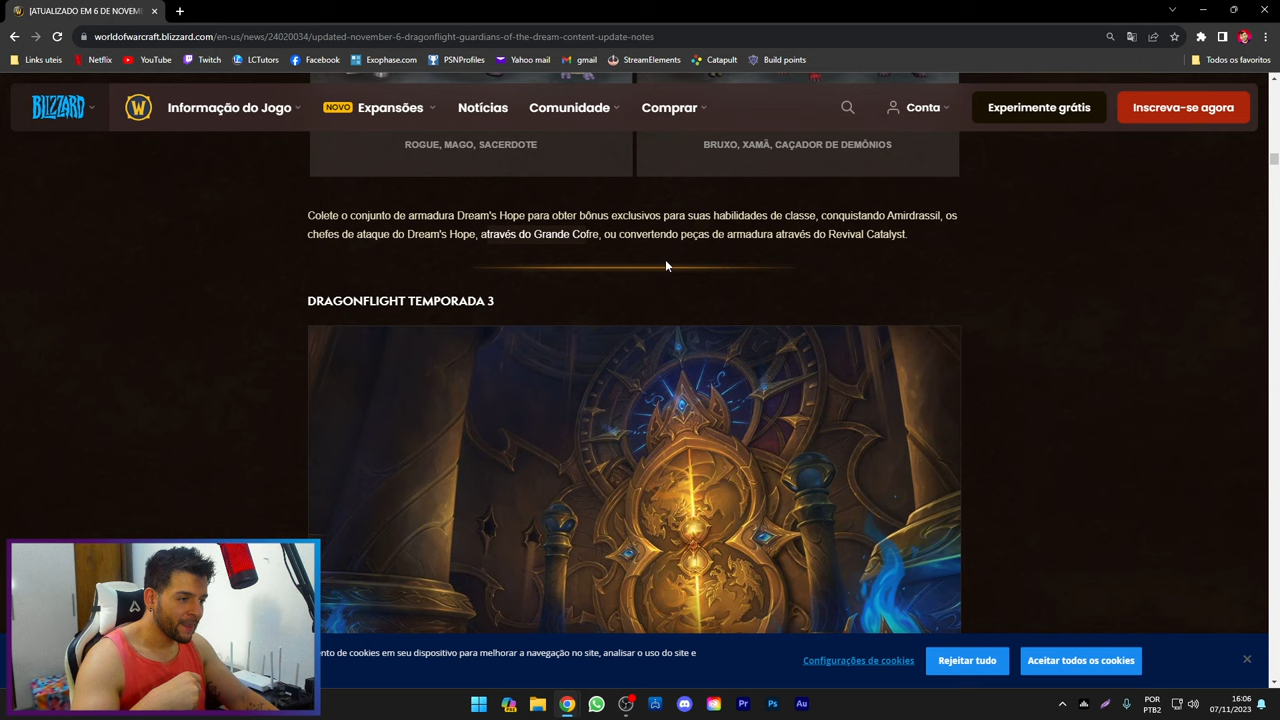 [ATUALIZADO EM 6 DE NOVEM
worldofwarcraft.blizzard.com/en-us/news/24020034/updated-november-6-dragonflight-guardians-of-the-dream-content-update-notes
Links uteis Netflix YouTube Twitch LCTutors Facebook Exophase.com PSNProfiles Yahoo mail gmail StreamElements Catapult Build points Todos os favoritos
BLIZZARD W Informação do Jogo NOVO Expansões Notícias Comunidade Comprar Conta Experimente grátis Inscreva-se agora
ROGUE, MAGO, SACERDOTE
BRUXO, XAMÃ, CAÇADOR DE DEMÔNIOS
Colete o conjunto de armadura Dream's Hope para obter bônus exclusivos para suas habilidades de classe, conquistando Amirdrassil, os
chefes de ataque do Dream's Hope, através do Grande Cofre, ou convertendo peças de armadura através do Revival Catalyst.
DRAGONFLIGHT TEMPORADA 3
ento de cookies em seu dispositivo para melhorar a navegação no site, analisar o uso do site e
Configurações de cookies Rejeitar tudo Aceitar todos os cookies
Pr Ps Au
POR
PTB2
16:06
07/11/2023